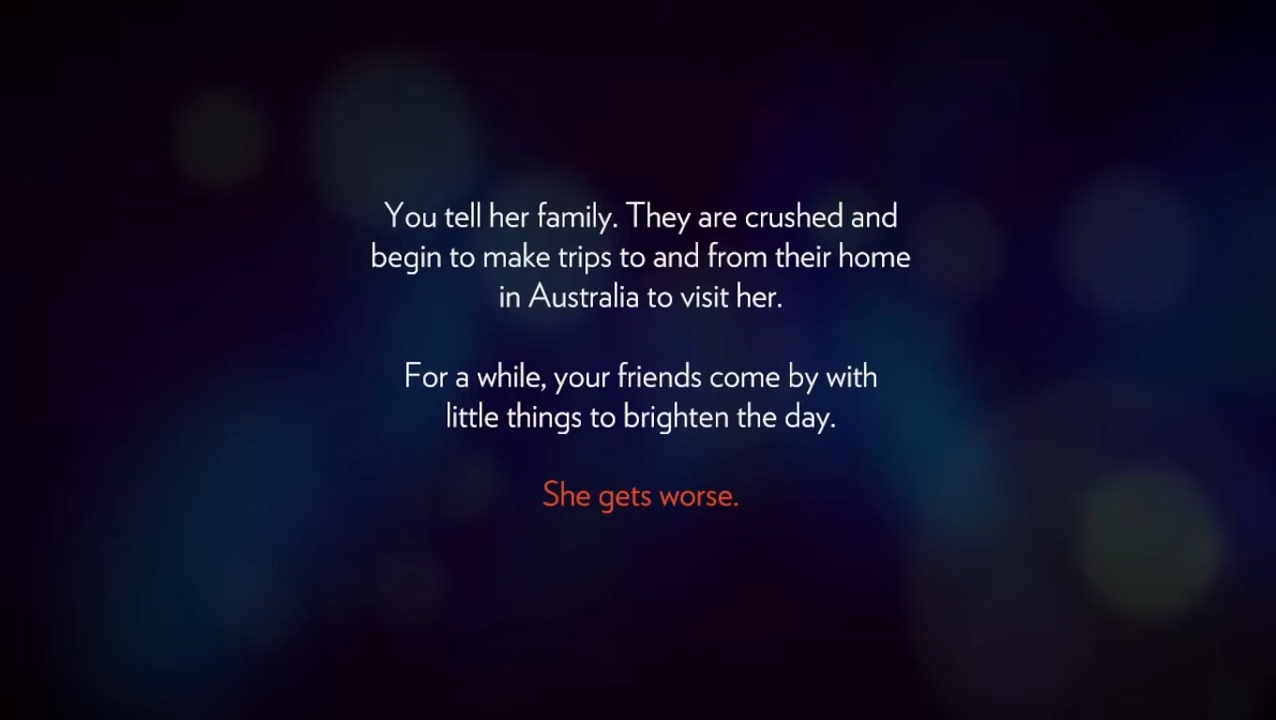 You tell her family. They are crushed and
begin to make trips to and from their home
in Australia to visit her.
For a while, your friends come by with
little things to brighten the day.
She gets worse.